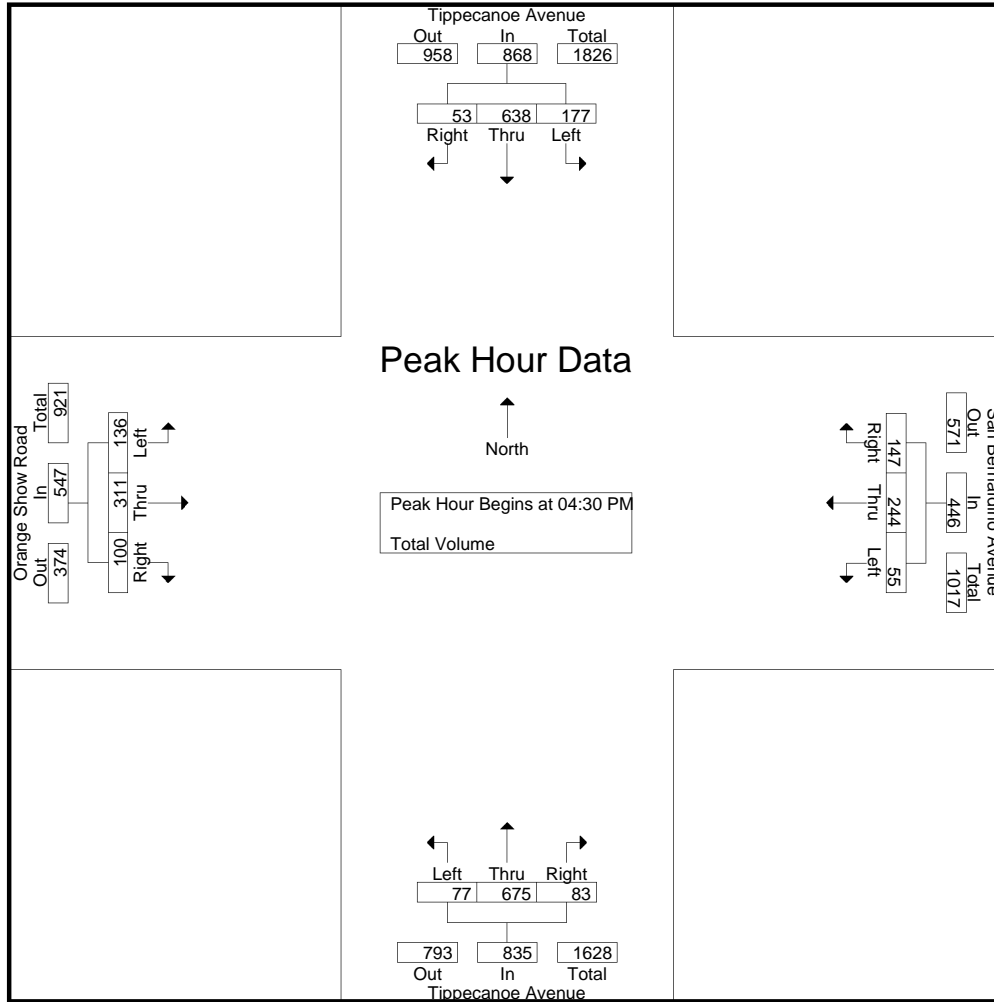 Tippecanoe Avenue
Out In Total
958 868 1826
53 638 177
Right Thru Left
Peak Hour Data
North
Peak Hour Begins at 04:30 PM
Total Volume
Orange Show Road
Out In Total
374 547 921
100 311 136
Right Thru Left
San Bernardino Avenue
Out In Total
571 446 1017
147 244 55
Right Thru Left
Left Thru Right
77 675 83
793 835 1628
Out In Total
Tippecanoe Avenue